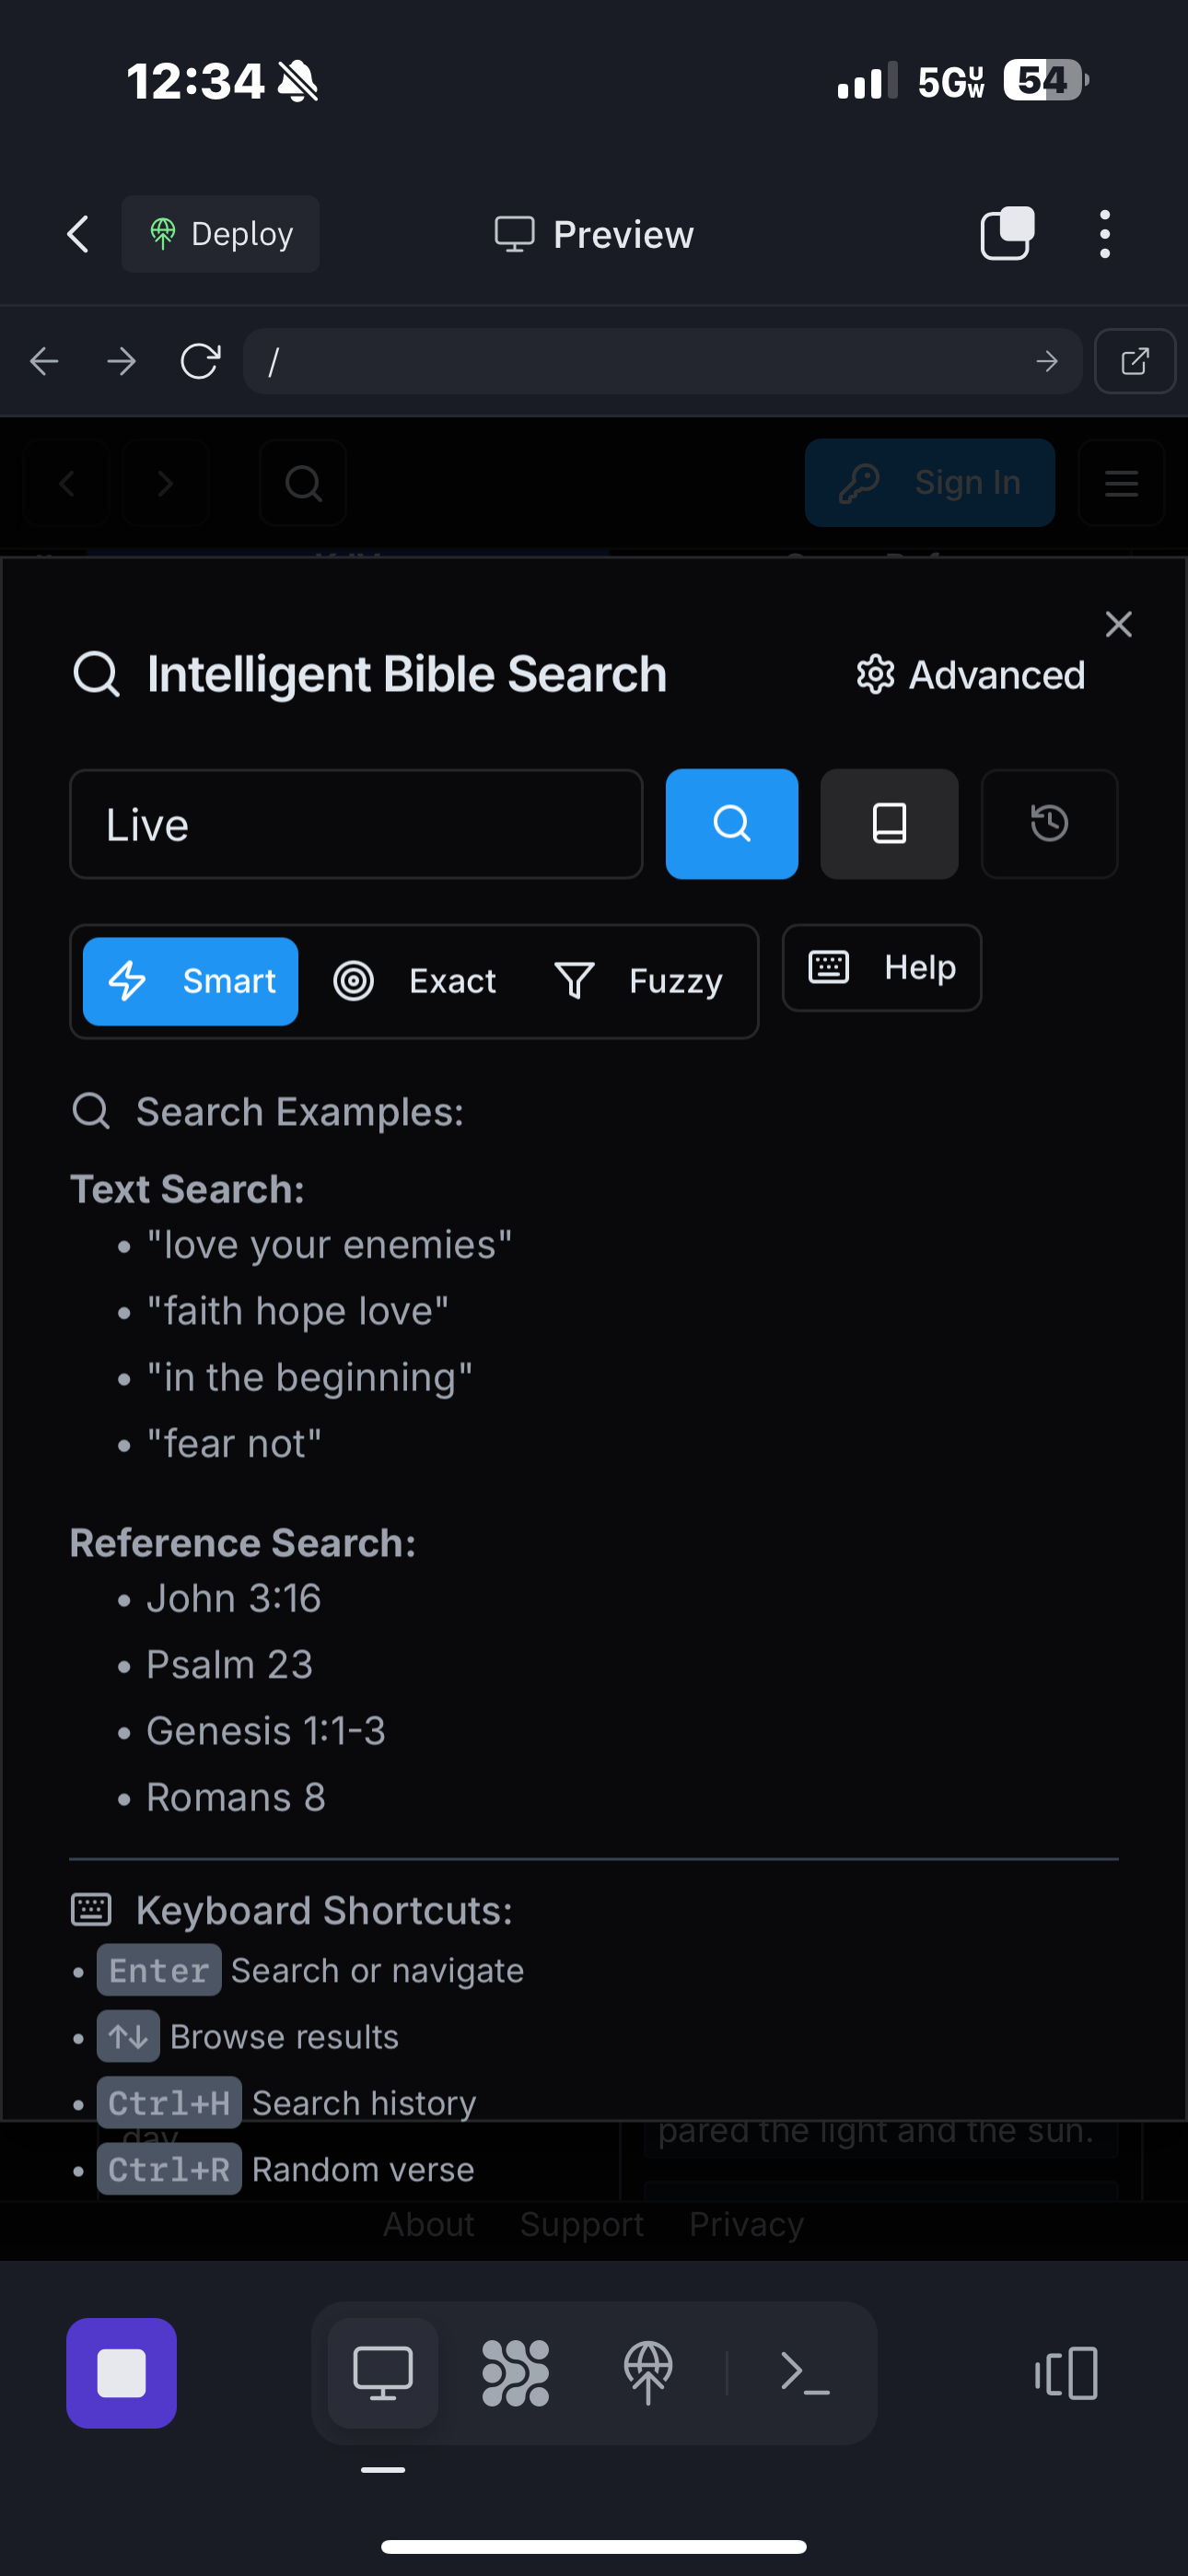 12:34
5G UW 54
Deploy
Preview
/
Sign In
Intelligent Bible Search
Advanced
Live
Smart
Exact
Fuzzy
Help
Search Examples:
Text Search:
• "love your enemies"
• "faith hope love"
• "in the beginning"
• "fear not"
Reference Search:
• John 3:16
• Psalm 23
• Genesis 1:1-3
• Romans 8
Keyboard Shortcuts:
• Enter Search or navigate
• ↑↓ Browse results
• Ctrl+H Search history
day
pared the light and the sun.
• Ctrl+R Random verse
About Support Privacy